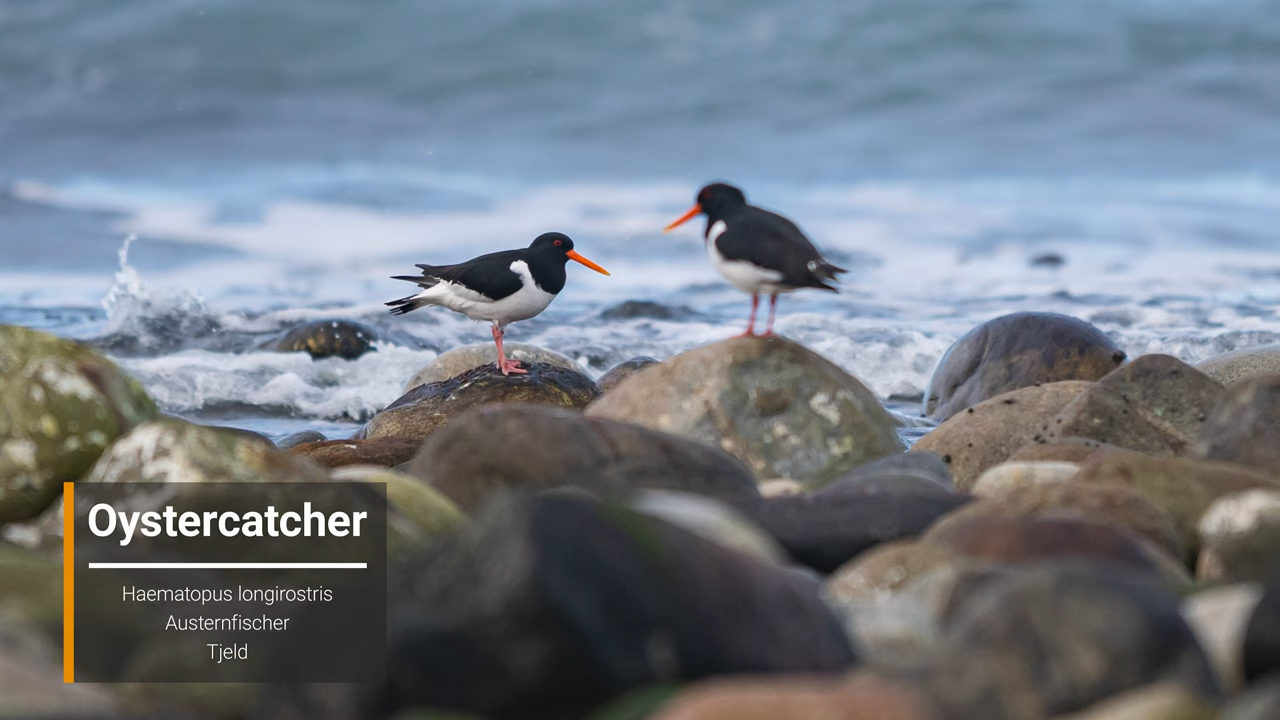 Oystercatcher
Haematopus longirostris
Austernfischer
Tjeld